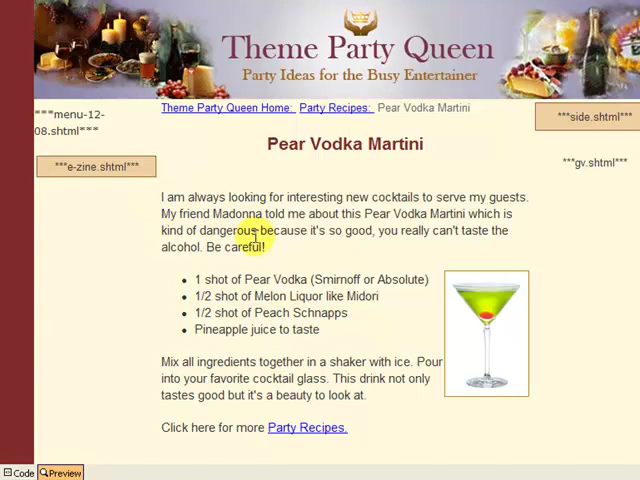 Theme Party Queen
Party Ideas for the Busy Entertainer
***menu-12-
08.shtml***
***e-zine.shtml***
Theme Party Queen Home: Party Recipes: Pear Vodka Martini
***side.shtml***
***gv.shtml***
Pear Vodka Martini
I am always looking for interesting new cocktails to serve my guests.
My friend Madonna told me about this Pear Vodka Martini which is
kind of dangerous because it's so good, you really can't taste the
alcohol. Be careful!
1 shot of Pear Vodka (Smirnoff or Absolute)
1/2 shot of Melon Liquor like Midori
1/2 shot of Peach Schnapps
Pineapple juice to taste
Mix all ingredients together in a shaker with ice. Pour
into your favorite cocktail glass. This drink not only
tastes good but it's a beauty to look at.
Click here for more Party Recipes.
Code Preview